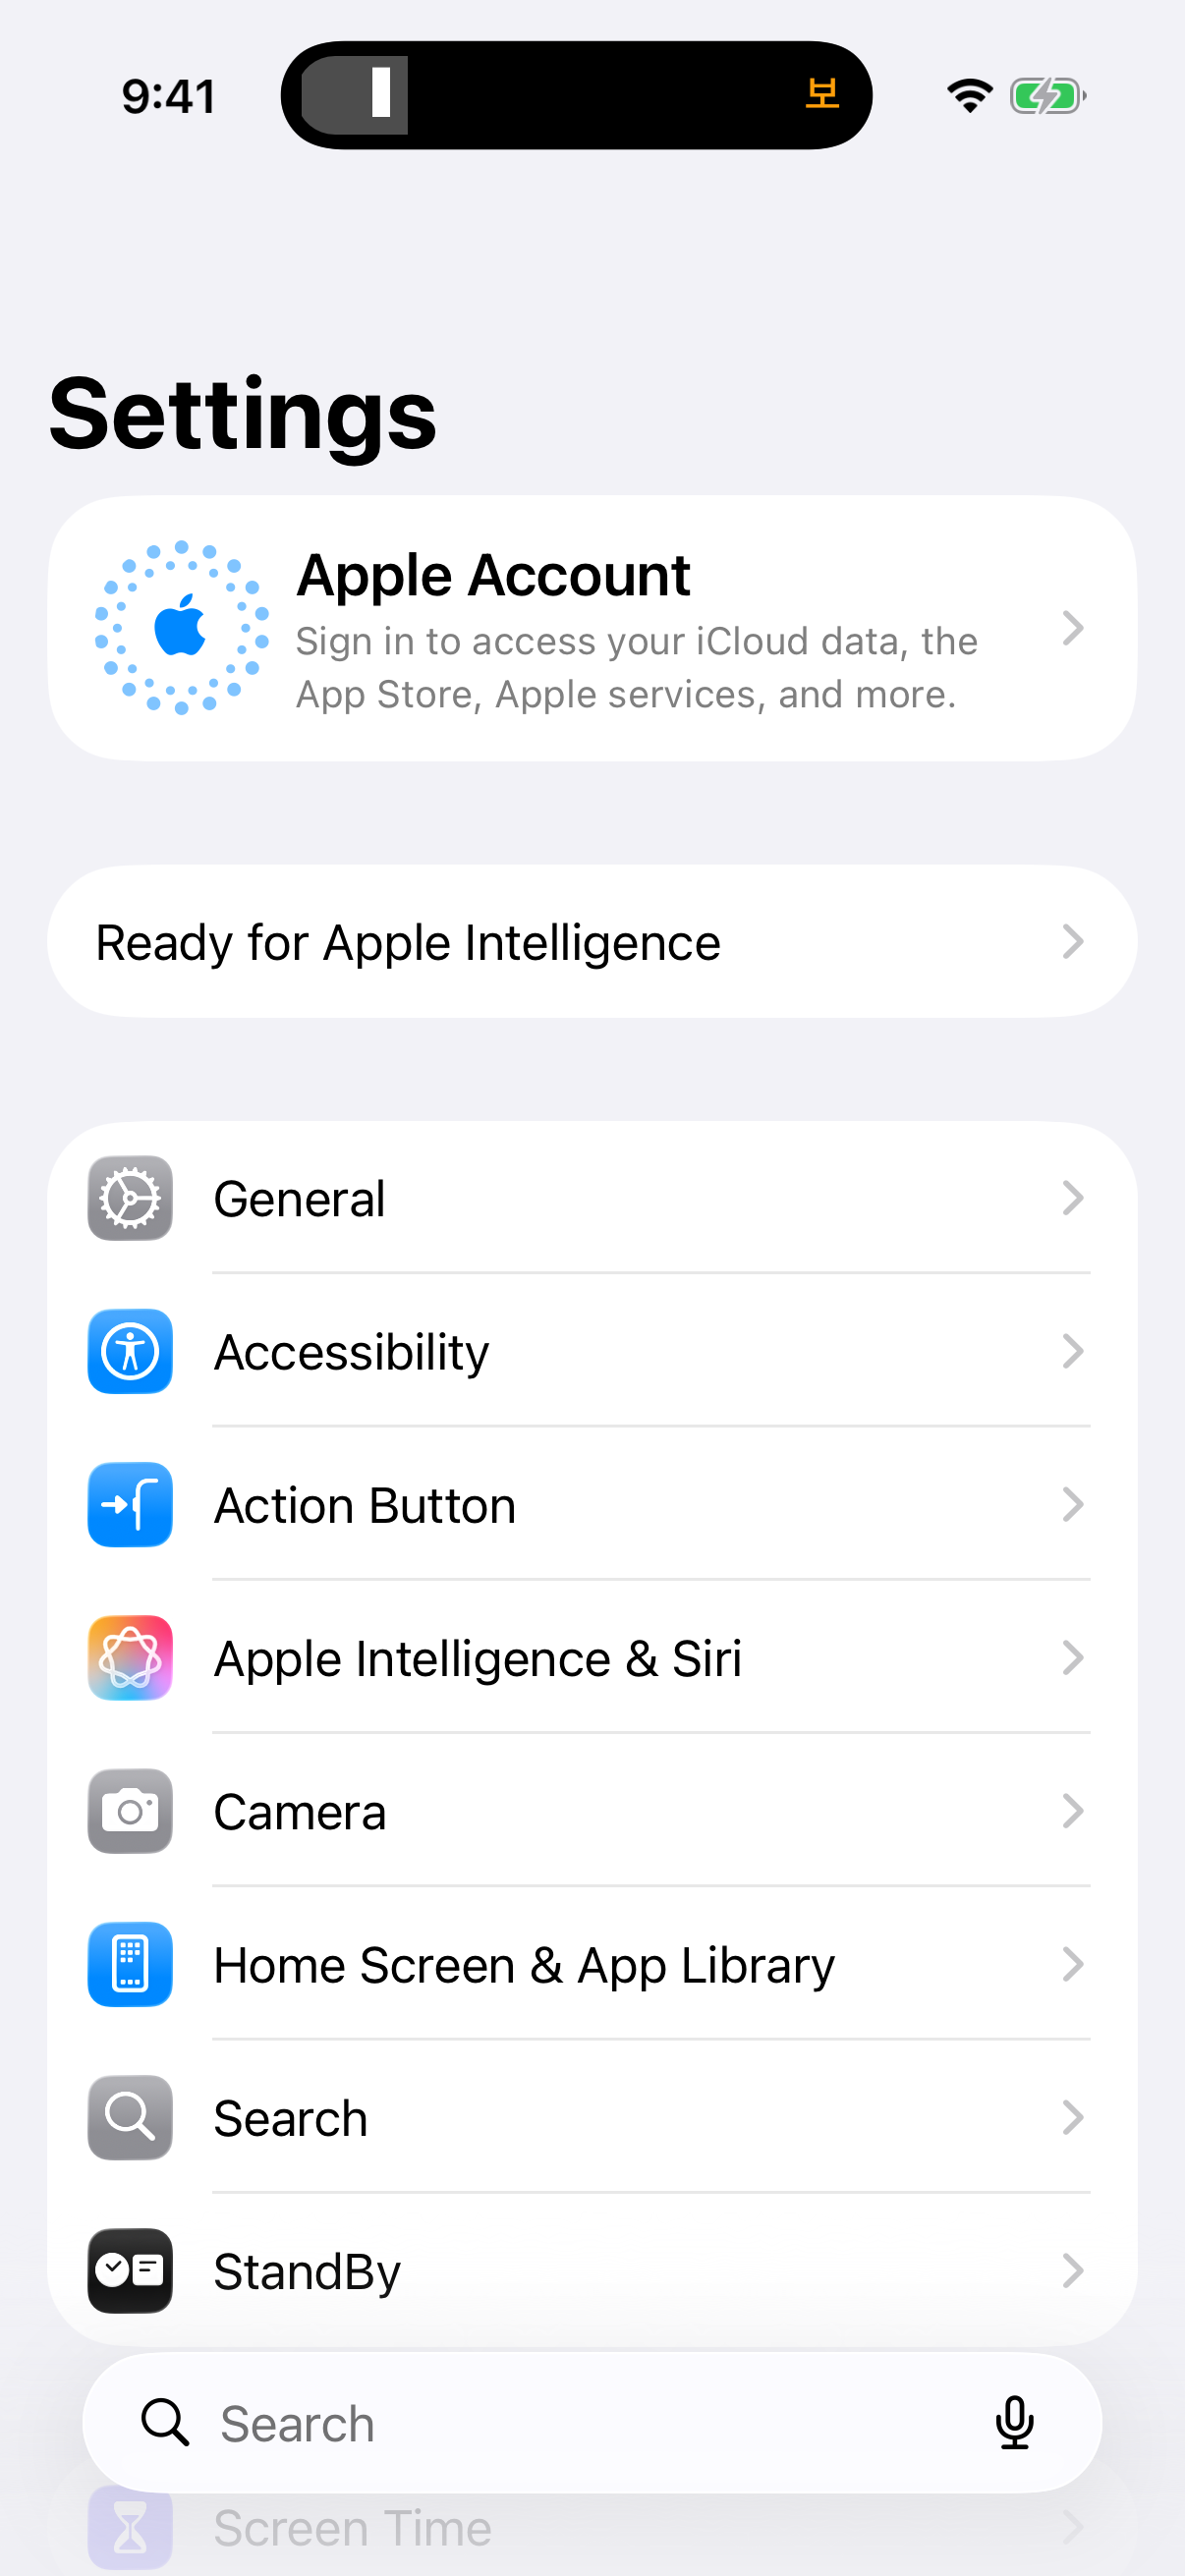 9:41
보
Settings
Apple Account
Sign in to access your iCloud data, the
App Store, Apple services, and more.
Ready for Apple Intelligence
General
Accessibility
Action Button
Apple Intelligence & Siri
Camera
Home Screen & App Library
Search
StandBy
Search
Screen Time